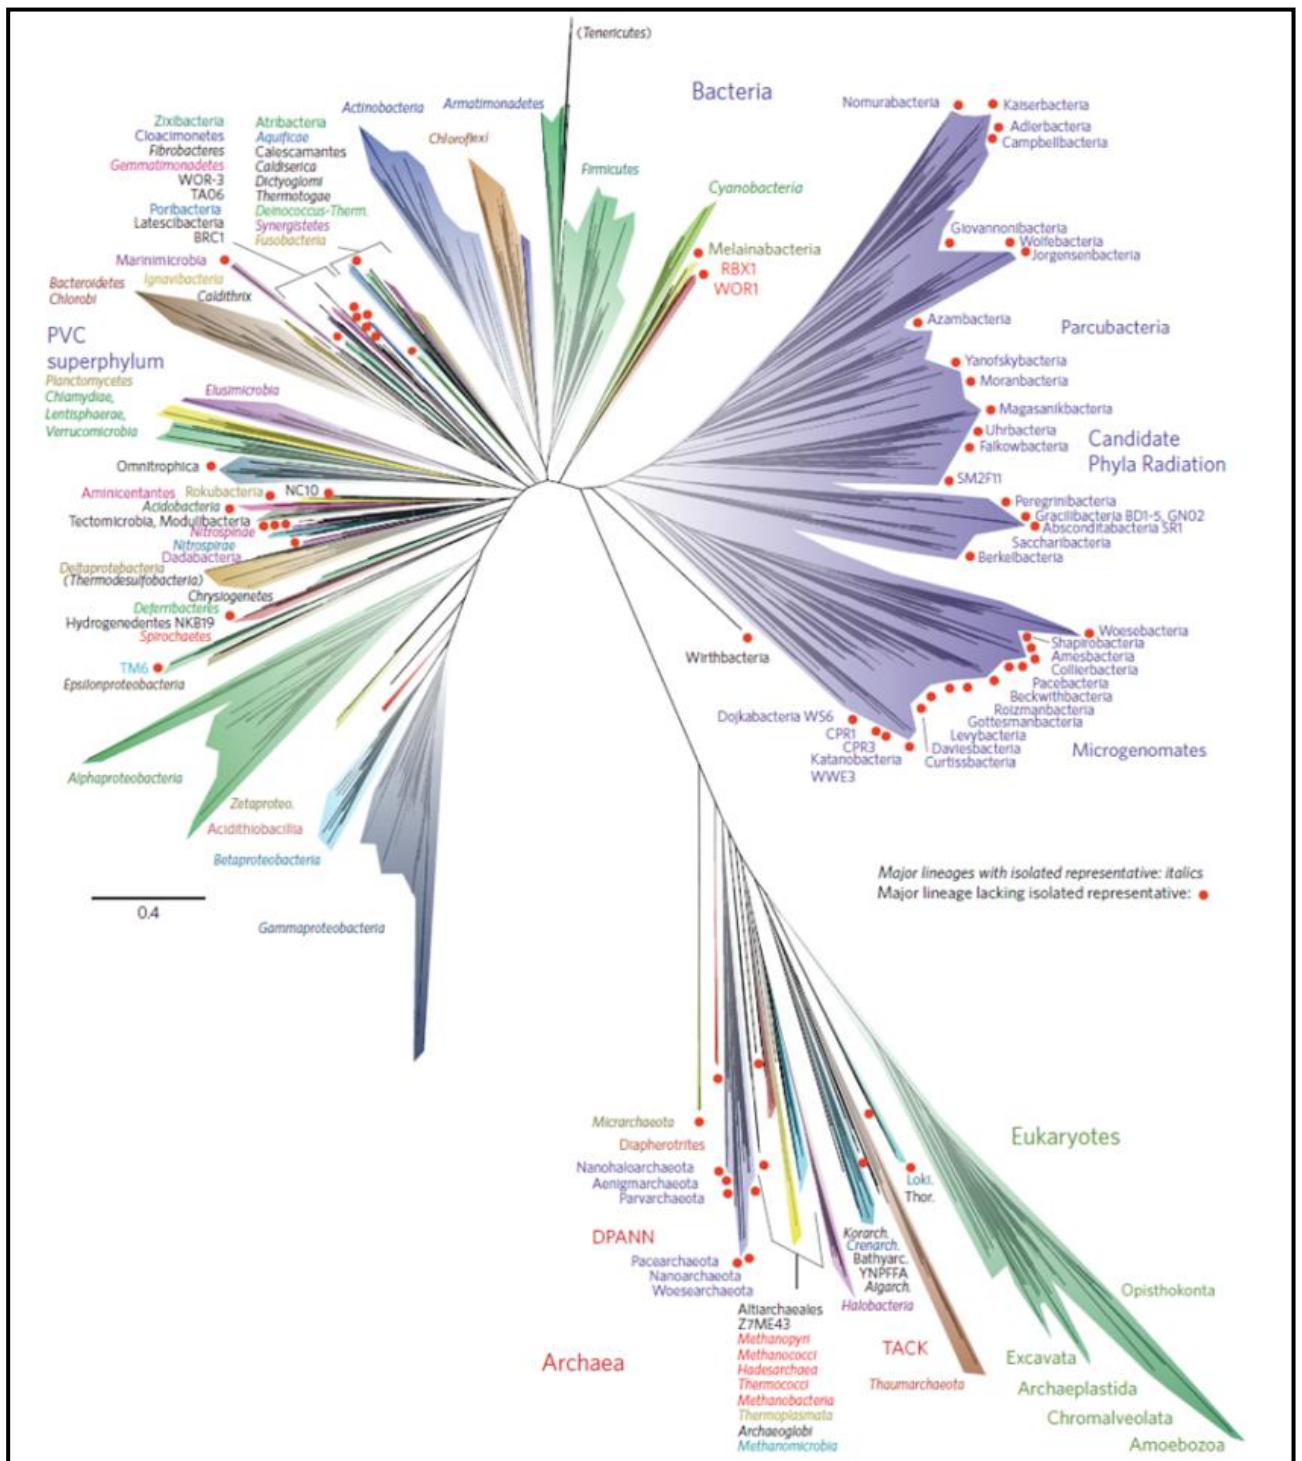 (Tenericutes)
Bacteria
Actinobacteria
Armatimonadetes
Chloroflexi
Firmicutes
Cyanobacteria
Melainabacteria
RBX1
WOR1
Zixibacteria
Cloacimonetes
Fibrobacteres
Gemmatimonadetes
WOR-3
TA06
Poribacteria
Latescibacteria
BRC1
Atribacteria
Aquificae
Calescamantes
Caldiserica
Dictyoglomi
Thermotogae
Deinococcus-Therm.
Synergistetes
Fusobacteria
Marinimicrobia
Bacteroidetes
Chlorobi
Ignavibacteria
Caldithrix
PVC
superphylum
Planctomycetes
Chlamydiae,
Lentisphaerae,
Verrucomicrobia
Elusimicrobia
Omnitrophica
Aminicentantes
Rokubacteria
NC10
Acidobacteria
Tectomicrobia, Modulibacteria
Nitrospinae
Nitrospirae
Dadabacteria
Deltaprotebacteria
(Thermodesulfobacteria)
Chrysiogenetes
Deferribacteres
Hydrogenedentes NKB19
Spirochaetes
TM6
Epsilonproteobacteria
Alphaproteobacteria
Zetaproteo.
Acidithiobacillia
Betaproteobacteria
Gammaproteobacteria
0.4
Nomurabacteria
Kaiserbacteria
Adlerbacteria
Campbellbacteria
Giovannonibacteria
Wolfebacteria
Jorgensenbacteria
Azambacteria
Parcubacteria
Yanofskybacteria
Moranbacteria
Magasanikbacteria
Uhrbacteria
Falkowbacteria
Candidate
Phyla Radiation
SM2F11
Peregrinibacteria
Gracilibacteria BD1-5, GN02
Absconditabacteria SR1
Saccharibacteria
Berkelbacteria
Woesebacteria
Shapirobacteria
Amesbacteria
Collierbacteria
Pacebacteria
Beckwithbacteria
Roizmanbacteria
Gottesmanbacteria
Levybacteria
Daviesbacteria
Curtissbacteria
Microgenomates
Wirthbacteria
Dojkabacteria WS6
CPR1
CPR3
Katanobacteria
WWE3
Major lineages with isolated representative: italics
Major lineage lacking isolated representative:
Micrarchaeota
Diapherotrites
Nanohaloarchaeota
Aenigmarchaeota
Parvarchaeota
DPANN
Pacearchaeota
Nanoarchaeota
Woesearchaeota
Archaea
Altiarchaeales
Z7ME43
Methanopyri
Methanococci
Hadesarchaea
Thermococci
Methanobacteria
Thermoplasmata
Archaeoglobi
Methanomicrobia
Halobacteria
Korarch.
Crenarch.
Bathyarc.
YNPFFA
Aigarch.
TACK
Thaumarchaeota
Loki.
Thor.
Eukaryotes
Opisthokonta
Excavata
Archaeplastida
Chromalveolata
Amoebozoa